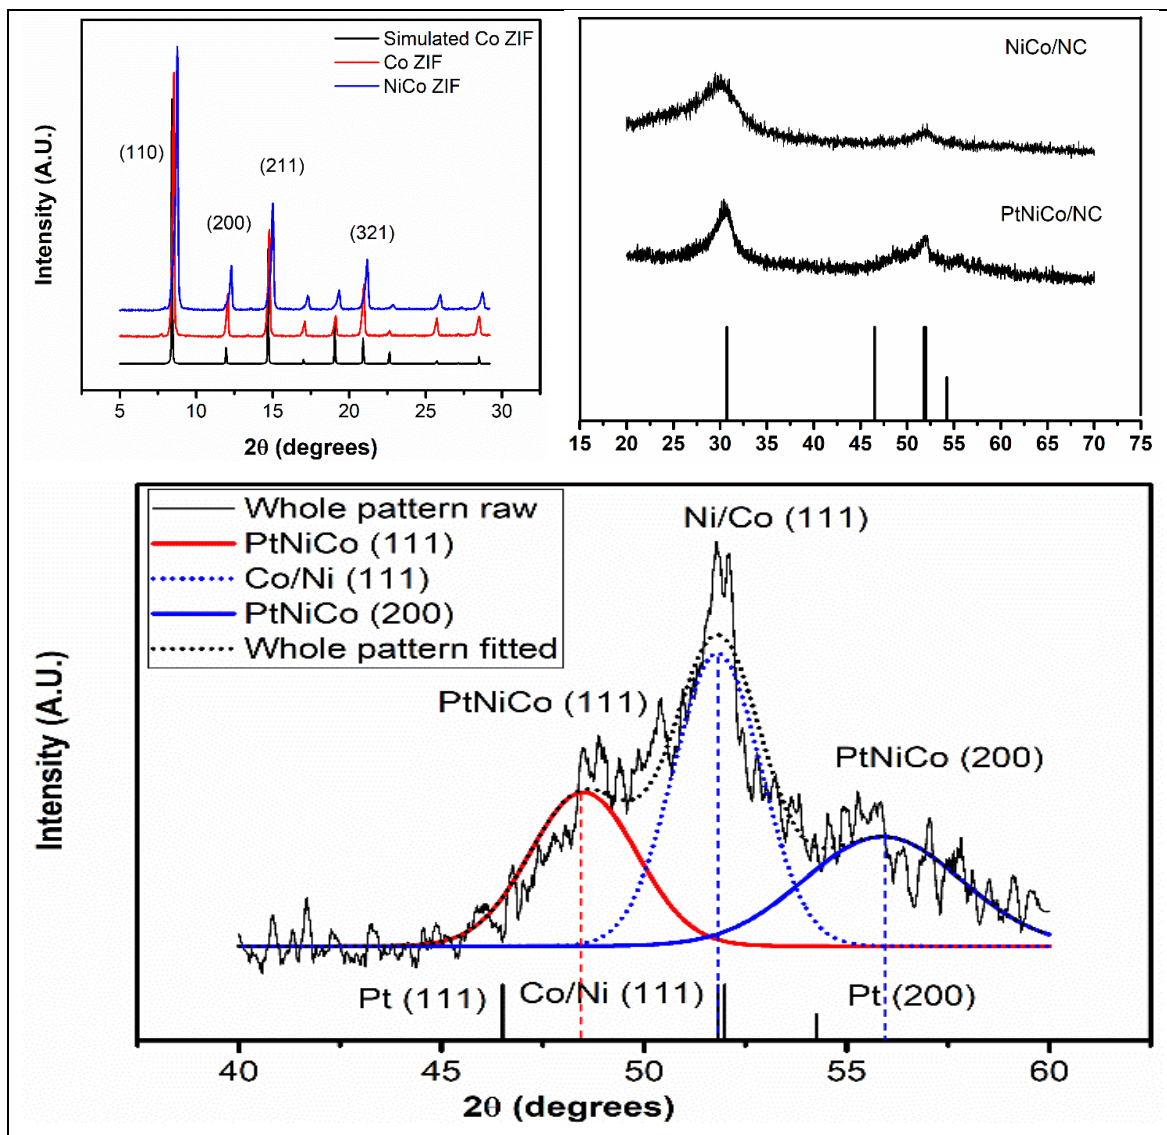 Simulated Co ZIF
Co ZIF
NiCo ZIF
(110)
(200)
(211)
(321)
Intensity (A.U.)
5 10 15 20 25 30
2θ (degrees)
NiCo/NC
PtNiCo/NC
15 20 25 30 35 40 45 50 55 60 65 70 75
Whole pattern raw
PtNiCo (111)
Co/Ni (111)
PtNiCo (200)
Whole pattern fitted
Ni/Co (111)
PtNiCo (111)
PtNiCo (200)
Intensity (A.U.)
Pt (111)
Co/Ni (111)
Pt (200)
40 45 50 55 60
2θ (degrees)